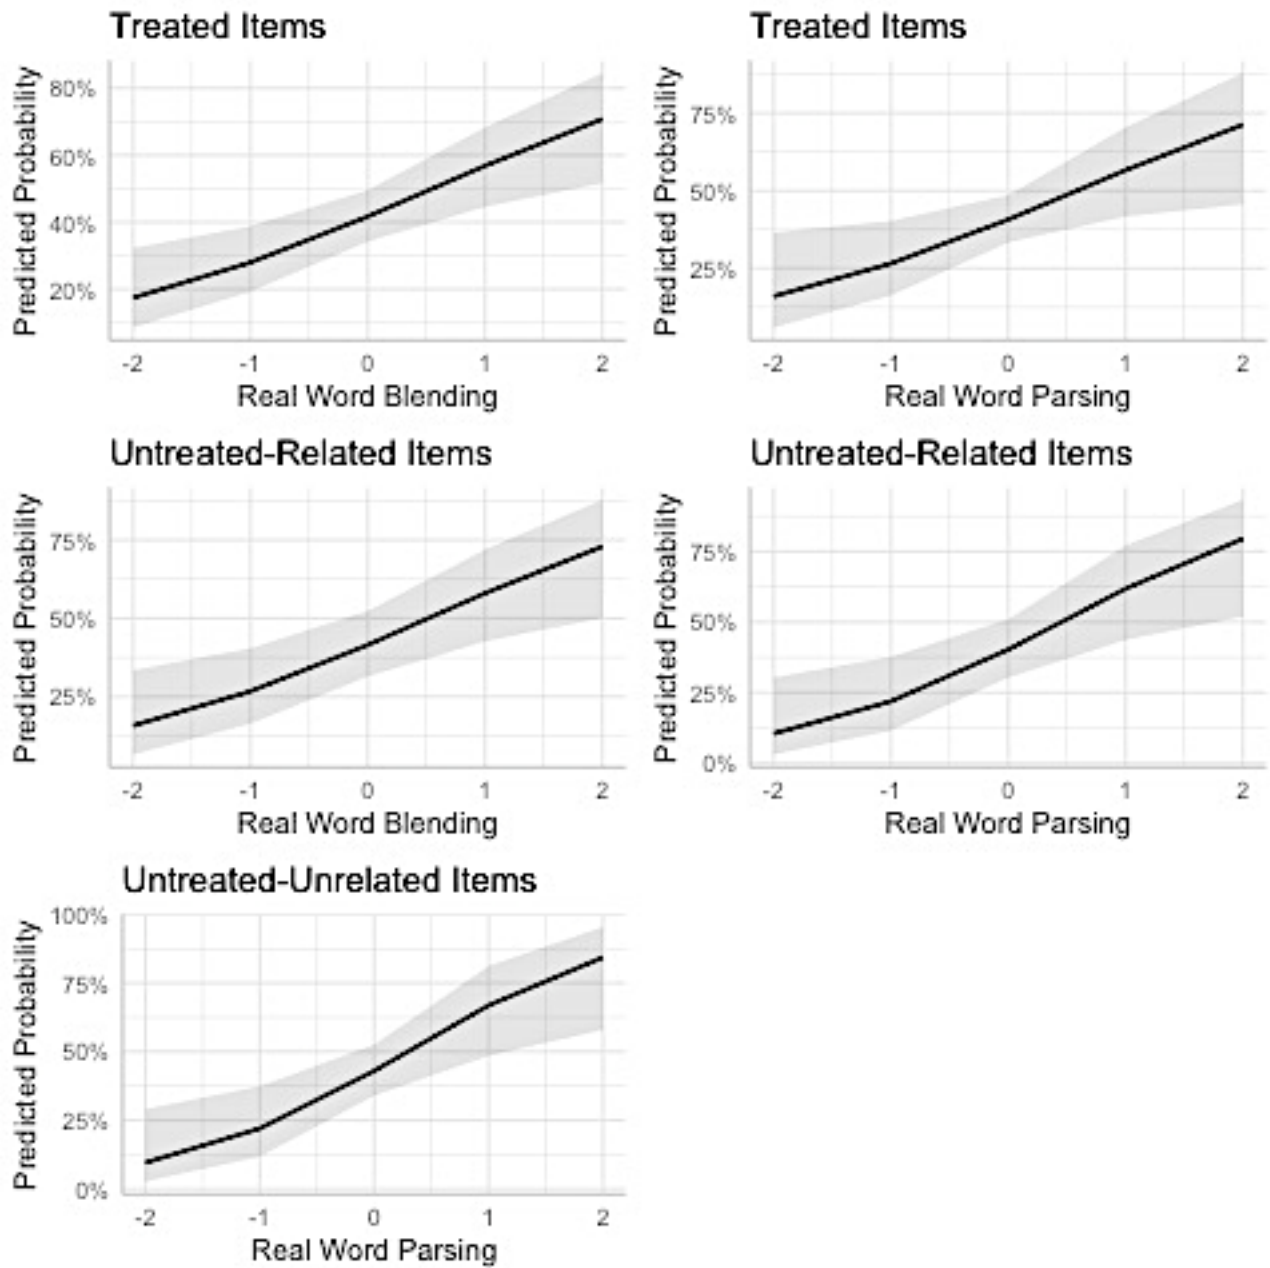 Treated Items
Predicted Probability
80%
60%
40%
20%
-2 -1 0 1 2
Real Word Blending
Treated Items
Predicted Probability
75%
50%
25%
-2 -1 0 1 2
Real Word Parsing
Untreated-Related Items
Predicted Probability
75%
50%
25%
-2 -1 0 1 2
Real Word Blending
Untreated-Related Items
Predicted Probability
75%
50%
25%
0%
-2 -1 0 1 2
Real Word Parsing
Untreated-Unrelated Items
Predicted Probability
100%
75%
50%
25%
0%
-2 -1 0 1 2
Real Word Parsing